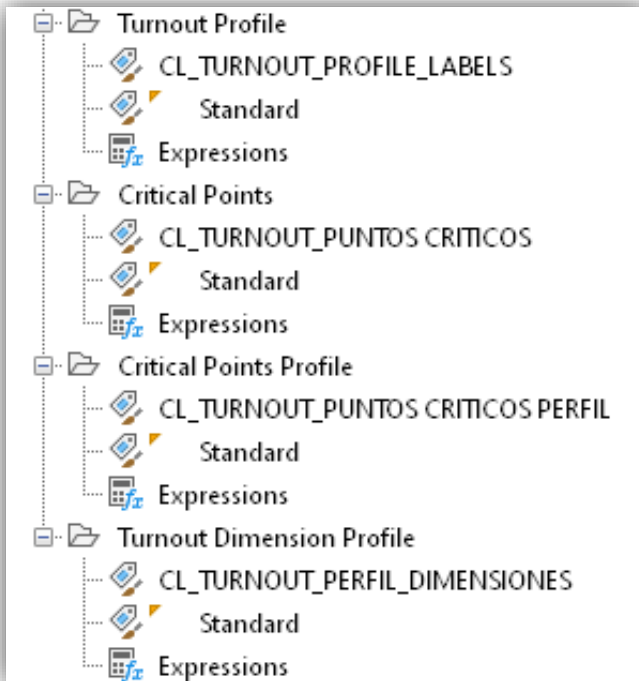 Turnout Profile
CL_TURNOUT_PROFILE_LABELS
Standard
Expressions
Critical Points
CL_TURNOUT_PUNTOS CRITICOS
Standard
Expressions
Critical Points Profile
CL_TURNOUT_PUNTOS CRITICOS PERFIL
Standard
Expressions
Turnout Dimension Profile
CL_TURNOUT_PERFIL_DIMENSIONES
Standard
Expressions